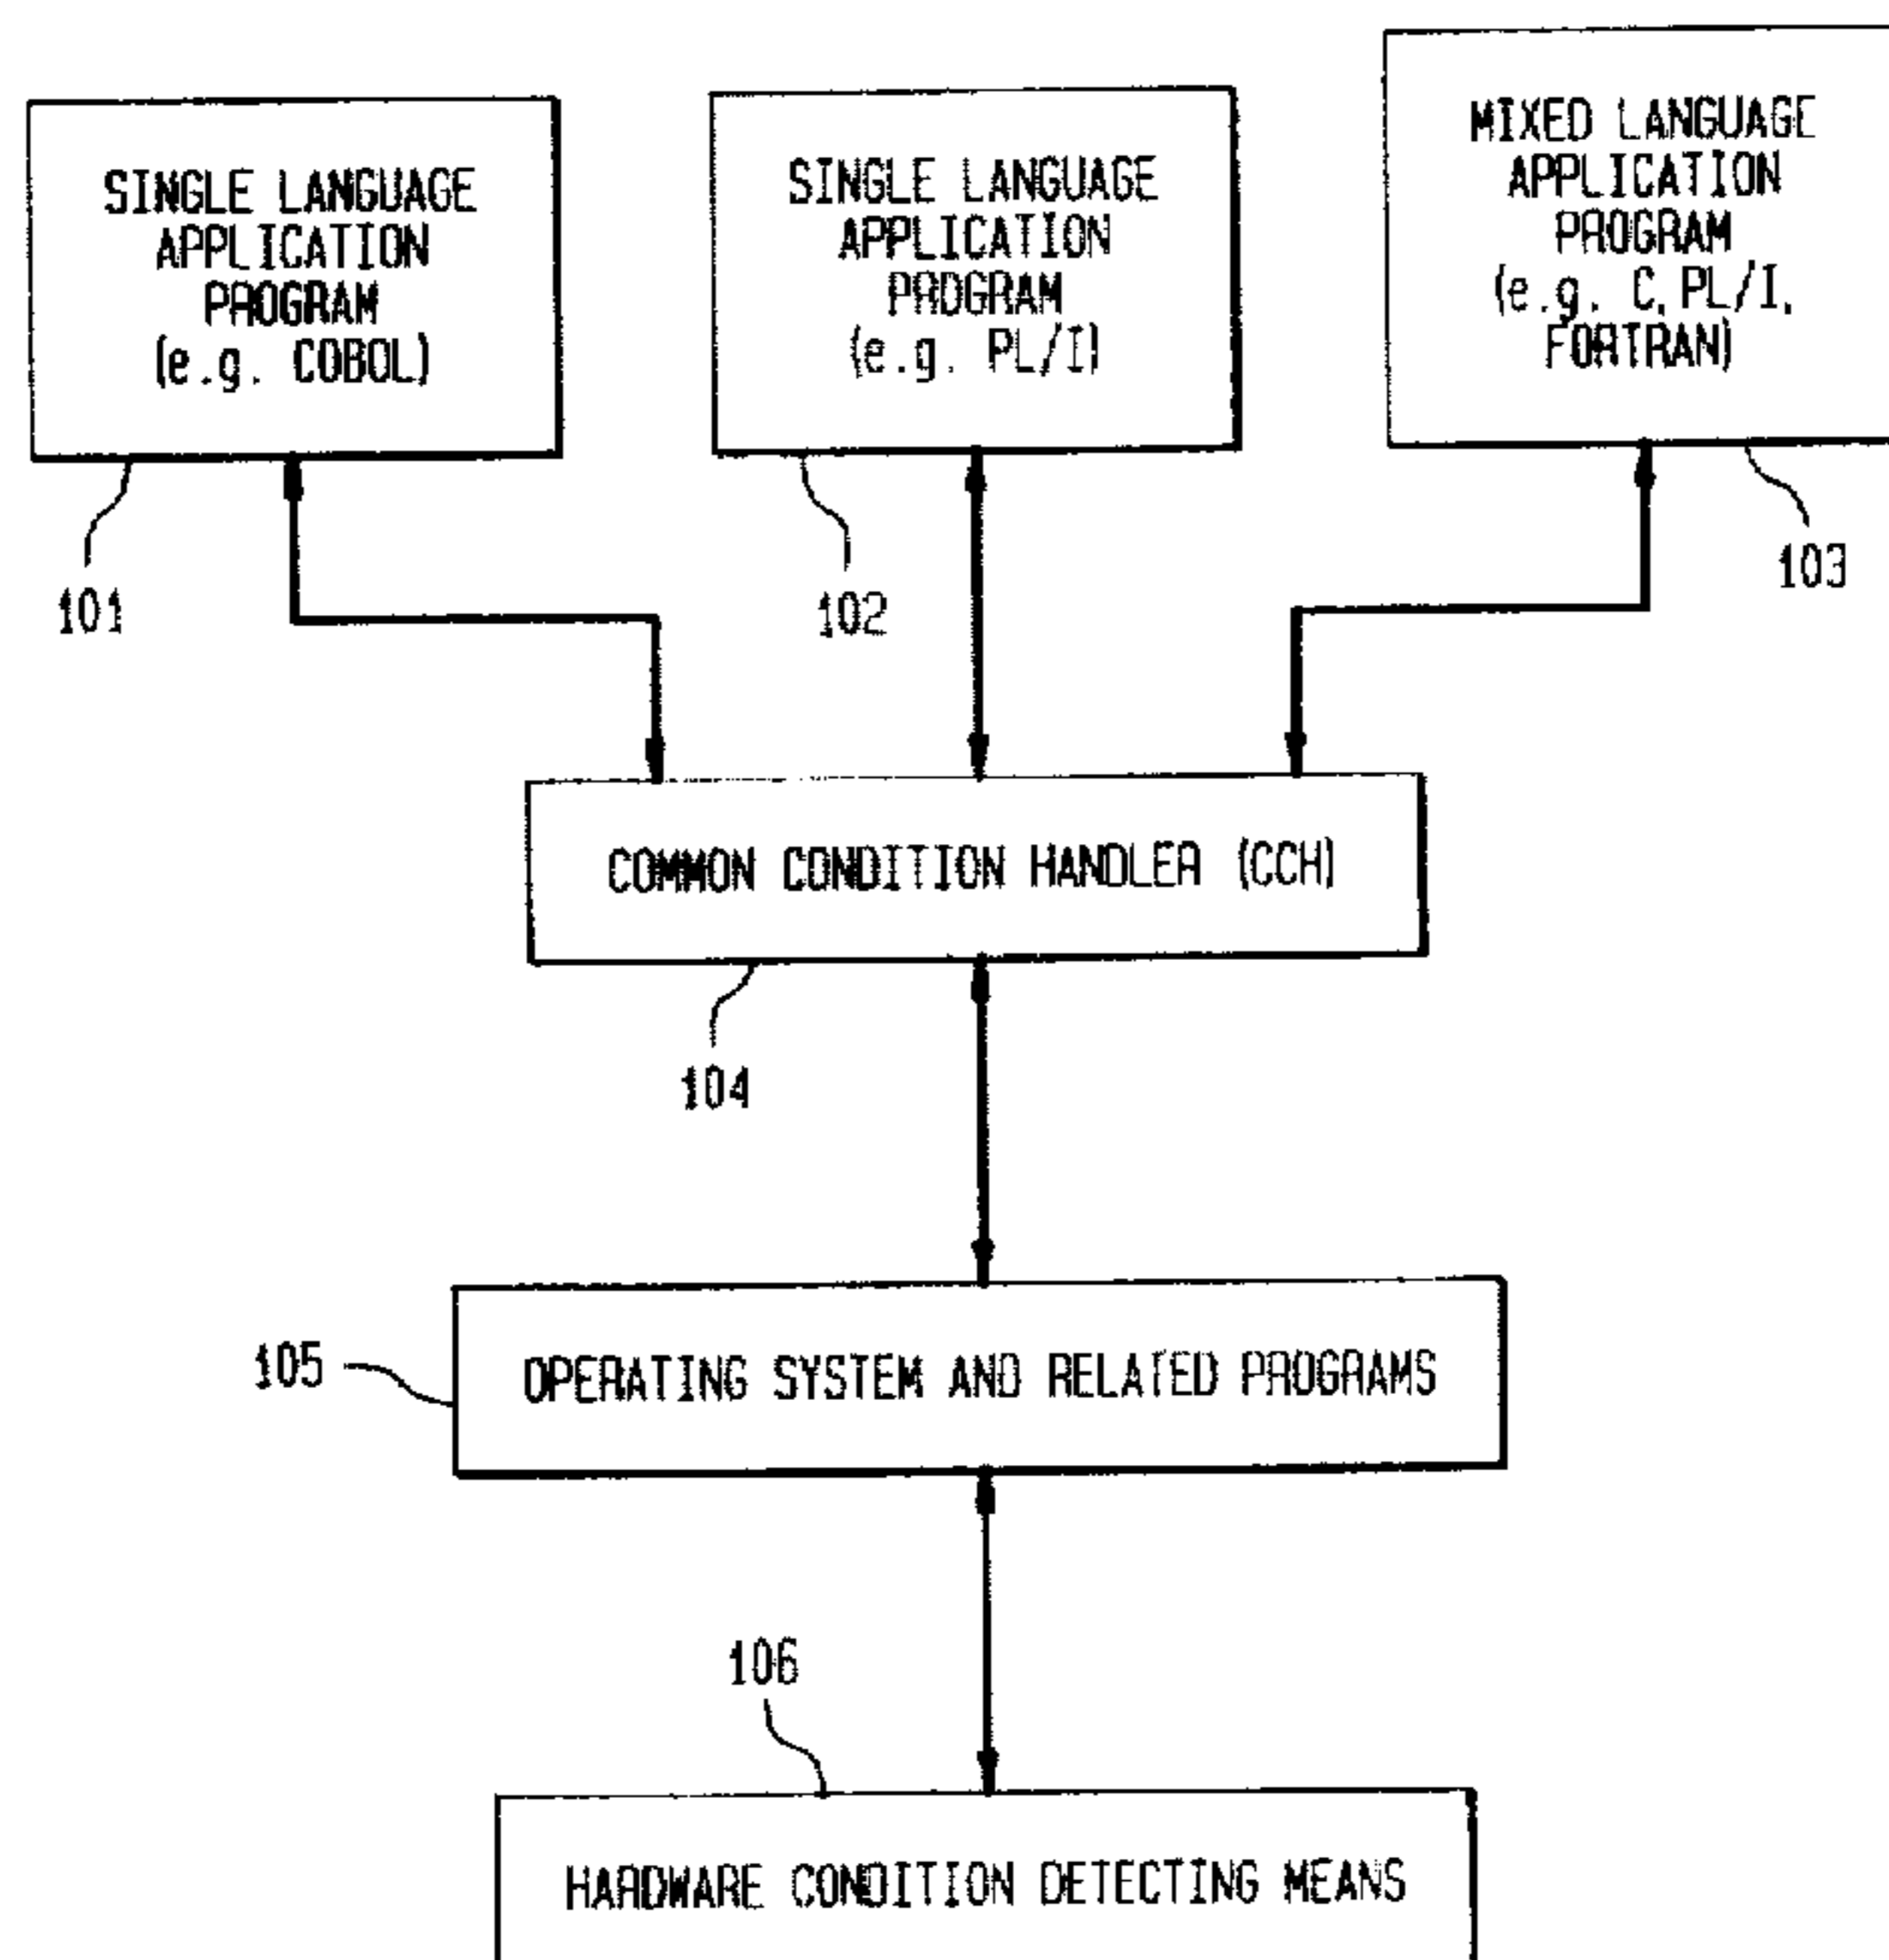 SINGLE LANGUAGE
APPLICATION
PROGRAM
(e.g. COBOL)
SINGLE LANGUAGE
APPLICATION
PROGRAM
(e.g. PL/I)
MIXED LANGUAGE
APPLICATION
PROGRAM
(e.g. C, PL/I,
FORTRAN)
101
102
103
COMMON CONDITION HANDLER (CCH)
104
105
OPERATING SYSTEM AND RELATED PROGRAMS
106
HARDWARE CONDITION DETECTING MEANS